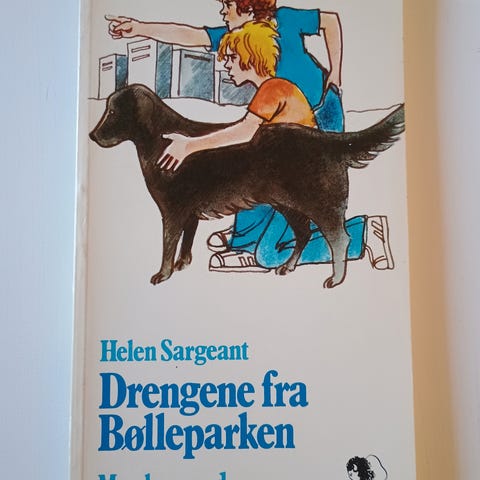 Helen Sargeant
Drengene fra
Bølleparken